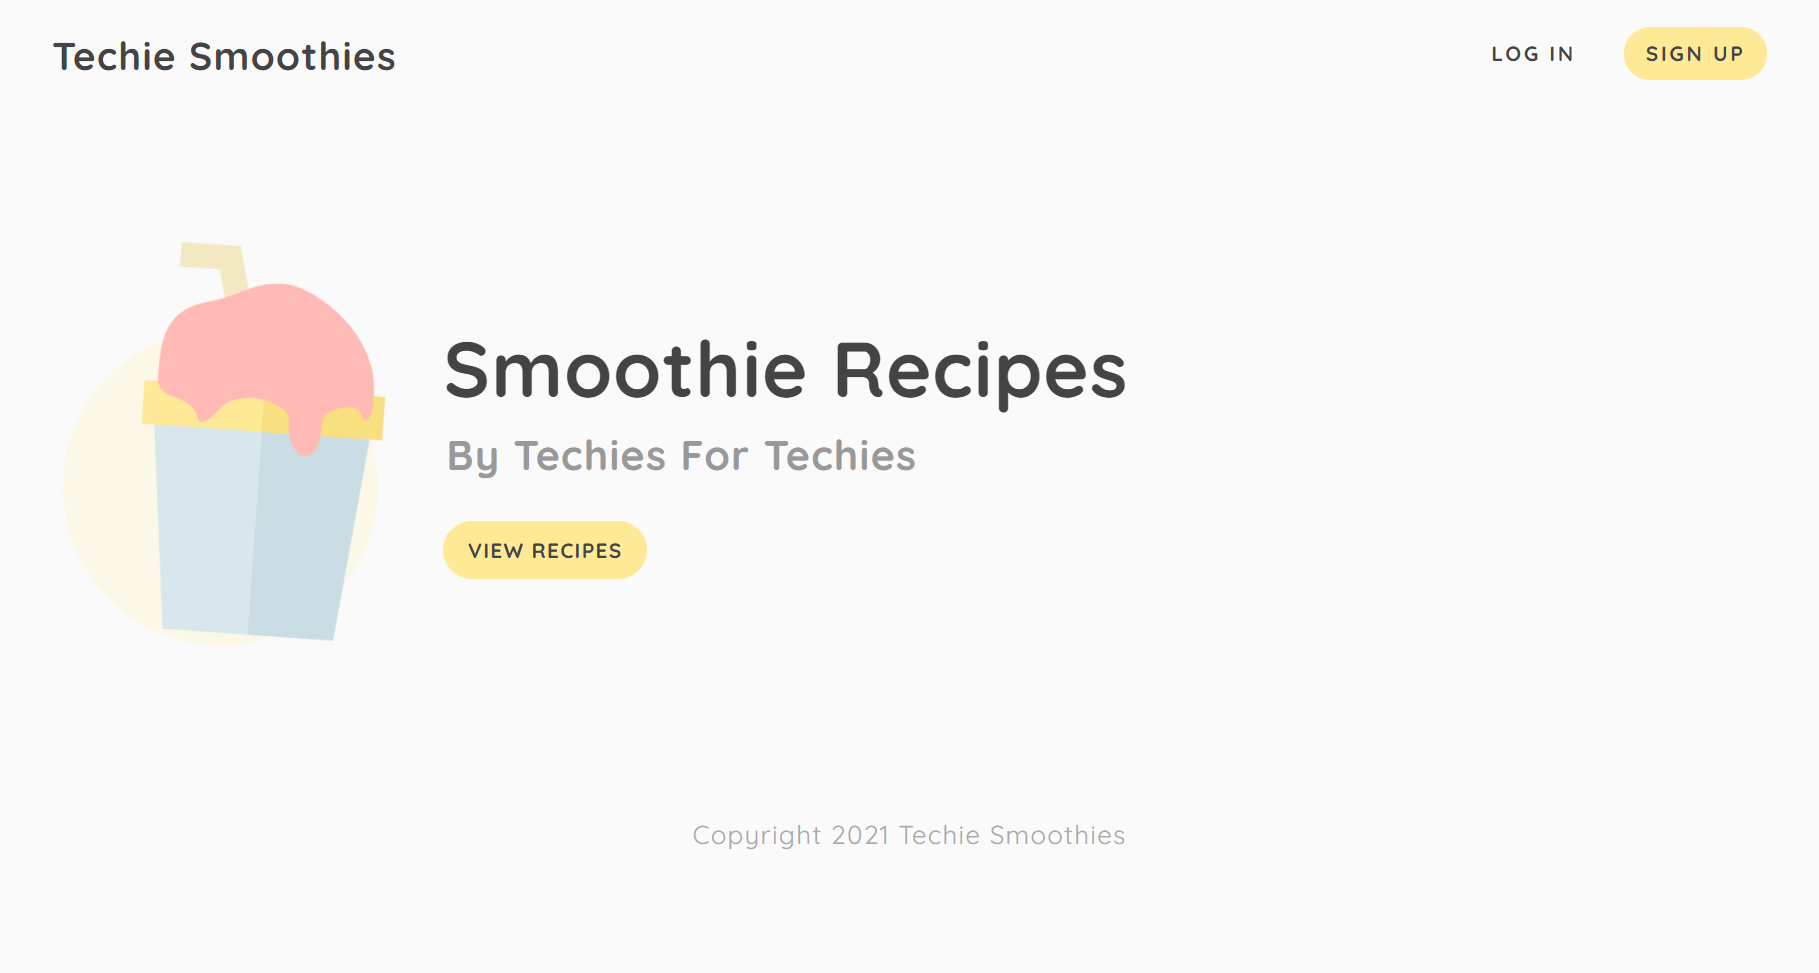 Techie Smoothies
LOG IN
SIGN UP
Smoothie Recipes
By Techies For Techies
VIEW RECIPES
Copyright 2021 Techie Smoothies